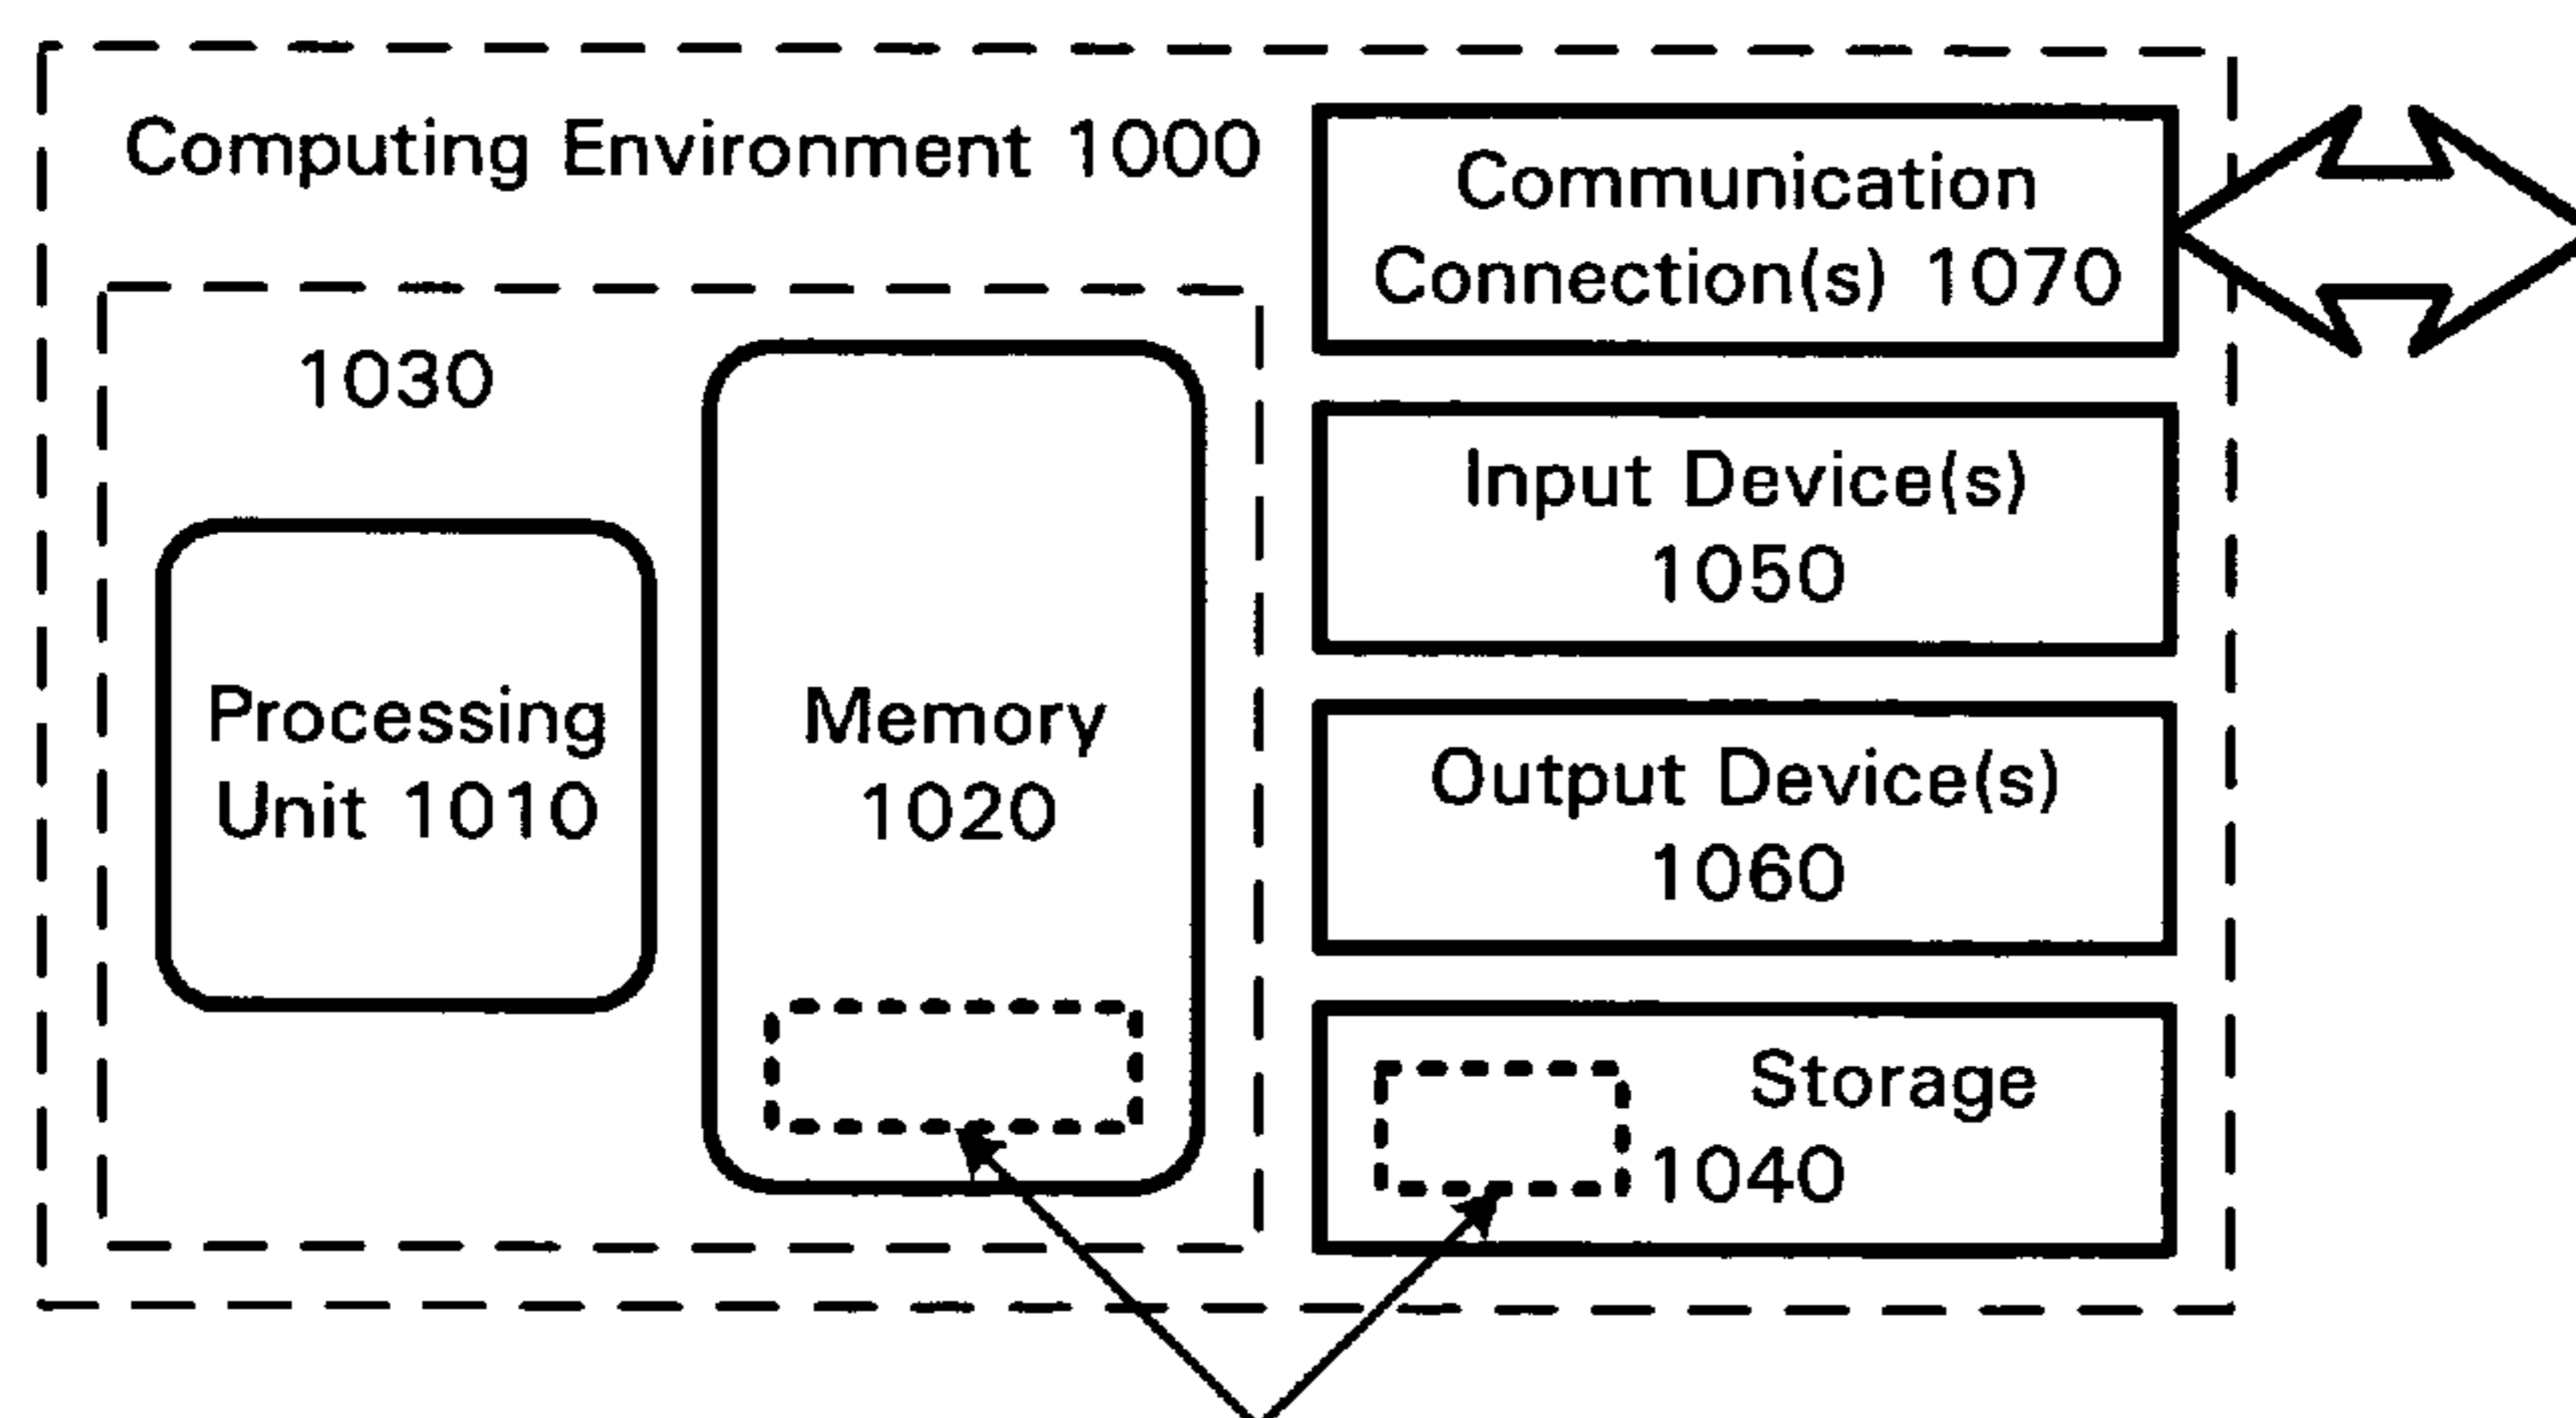 Computing Environment 1000
Communication
Connection(s) 1070
1030
Input Device(s)
1050
Processing
Unit 1010
Memory
1020
Output Device(s)
1060
Storage
1040